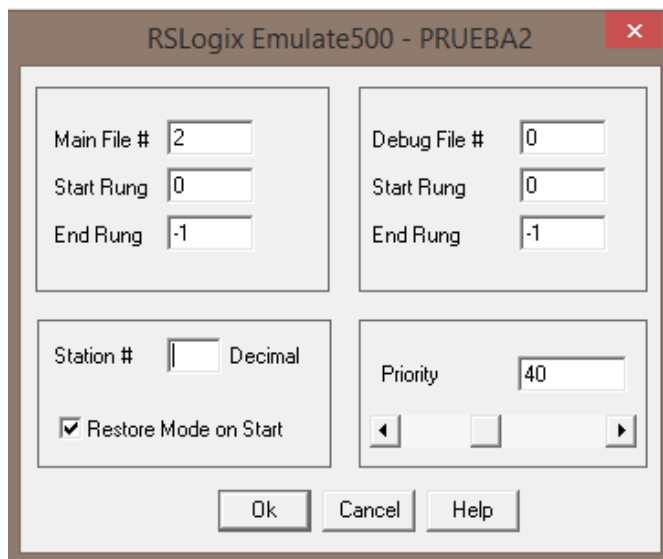 RSLogix Emulate500 - PRUEBA2
Main File # 2
Start Rung 0
End Rung -1
Debug File # 0
Start Rung 0
End Rung -1
Station # Decimal
Restore Mode on Start
Priority 40
Ok Cancel Help